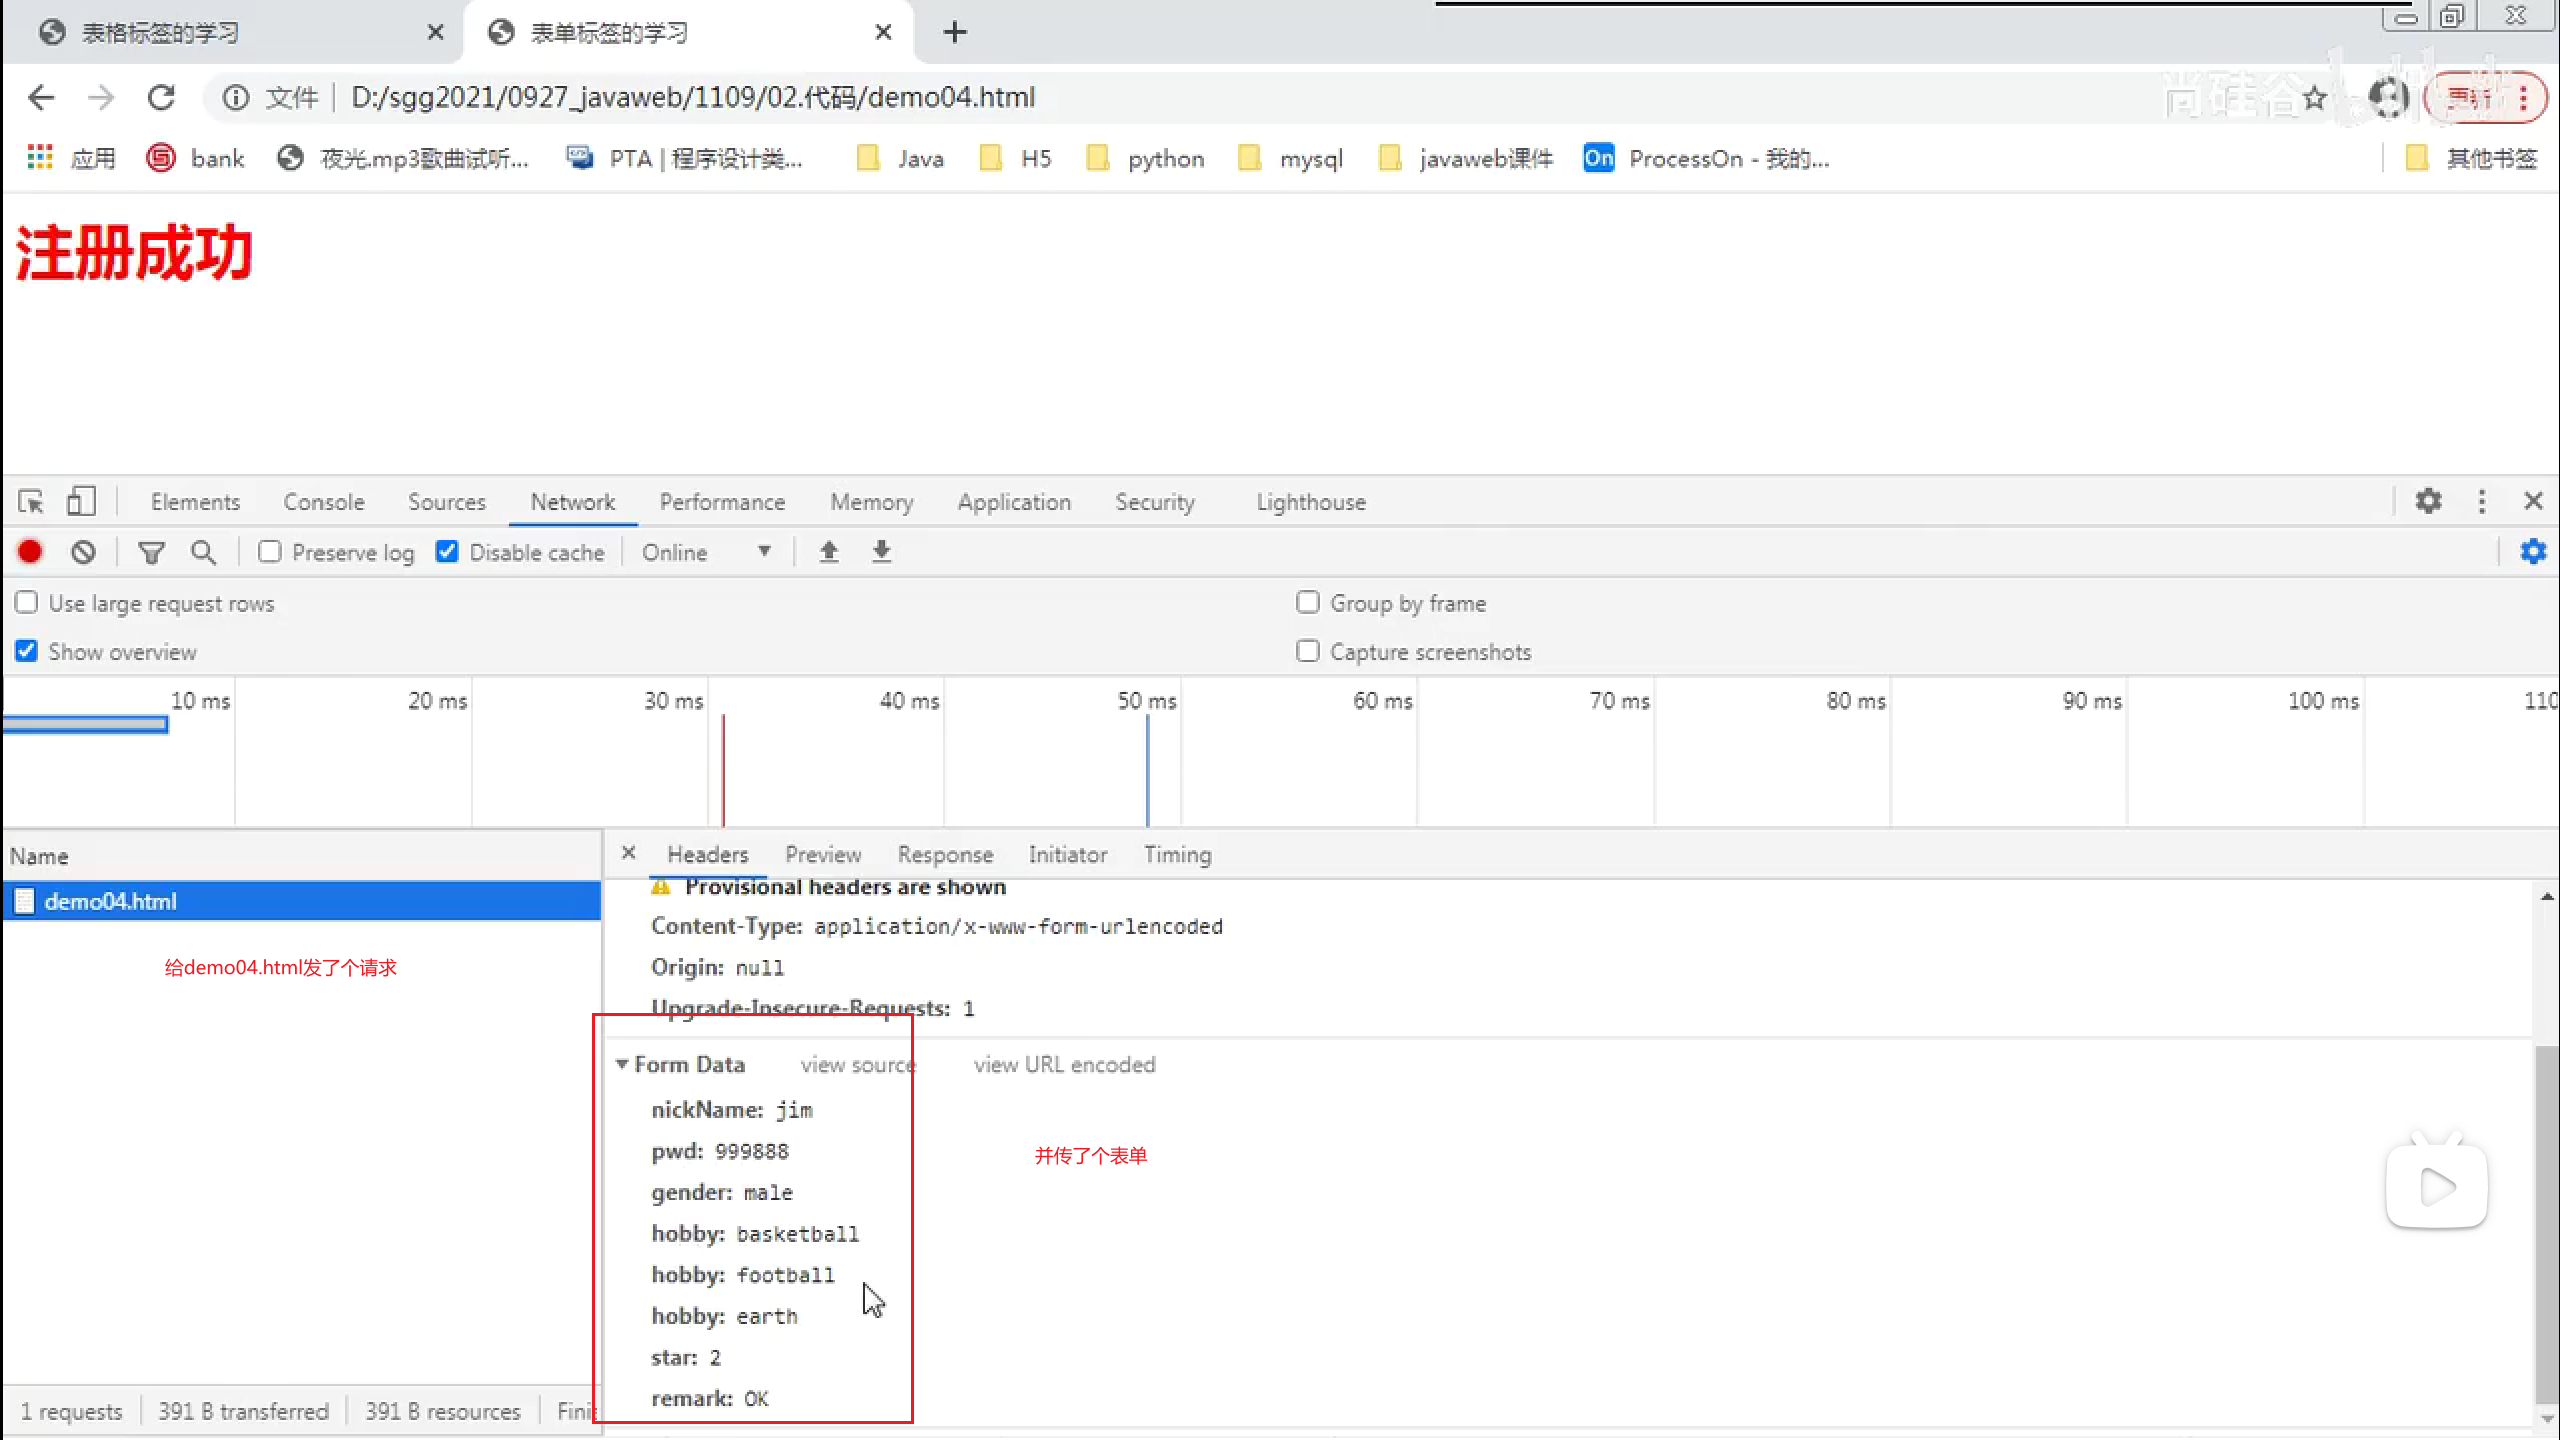 表格标签的学习
表单标签的学习
文件 D:/sgg2021/0927_javaweb/1109/02.代码/demo04.html
尚硅谷 bilibili
更新
应用 bank 夜光.mp3歌曲试听... PTA | 程序设计类... Java H5 python mysql javaweb课件 On ProcessOn - 我的... 其他书签
注册成功
Elements Console Sources Network Performance Memory Application Security Lighthouse
Preserve log Disable cache Online
Use large request rows Group by frame
Show overview Capture screenshots
10 ms 20 ms 30 ms 40 ms 50 ms 60 ms 70 ms 80 ms 90 ms 100 ms 110
Name
Headers Preview Response Initiator Timing
demo04.html
给demo04.html发了个请求
Provisional headers are shown
Content-Type: application/x-www-form-urlencoded
Origin: null
Upgrade-Insecure-Requests: 1
Form Data view source view URL encoded
nickName: jim
pwd: 999888
gender: male
hobby: basketball
hobby: football
hobby: earth
star: 2
remark: OK
并传了个表单
1 requests 391 B transferred 391 B resources Fini